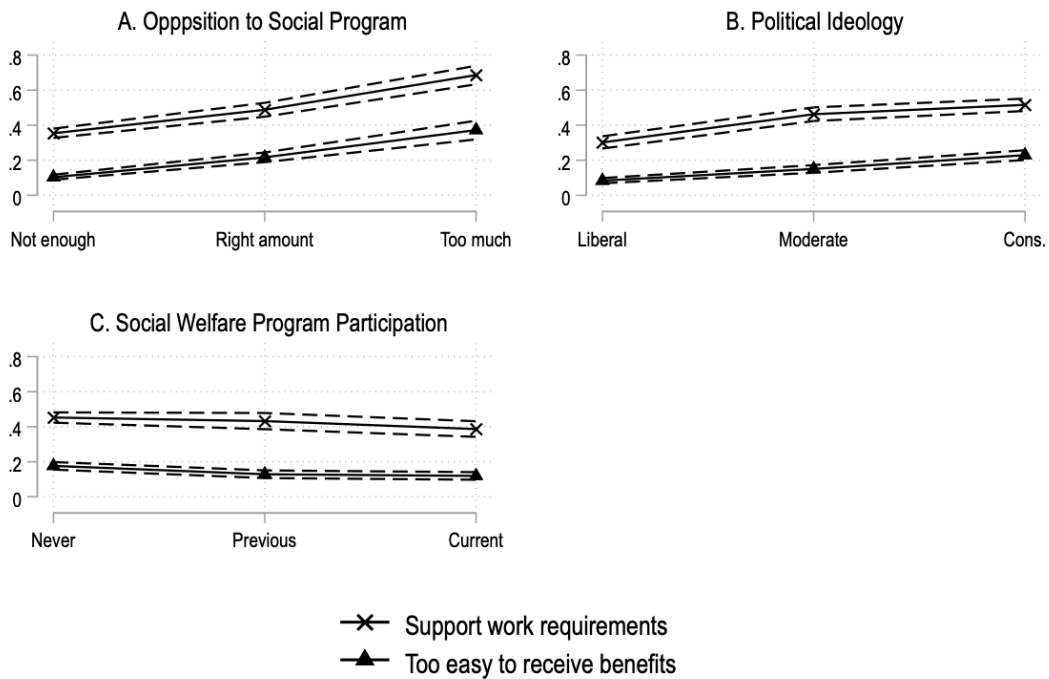 A. Opppsition to Social Program
.8
.6
.4
.2
0
Not enough Right amount Too much
B. Political Ideology
.8
.6
.4
.2
0
Liberal Moderate Cons.
C. Social Welfare Program Participation
.8
.6
.4
.2
0
Never Previous Current
Support work requirements
Too easy to receive benefits